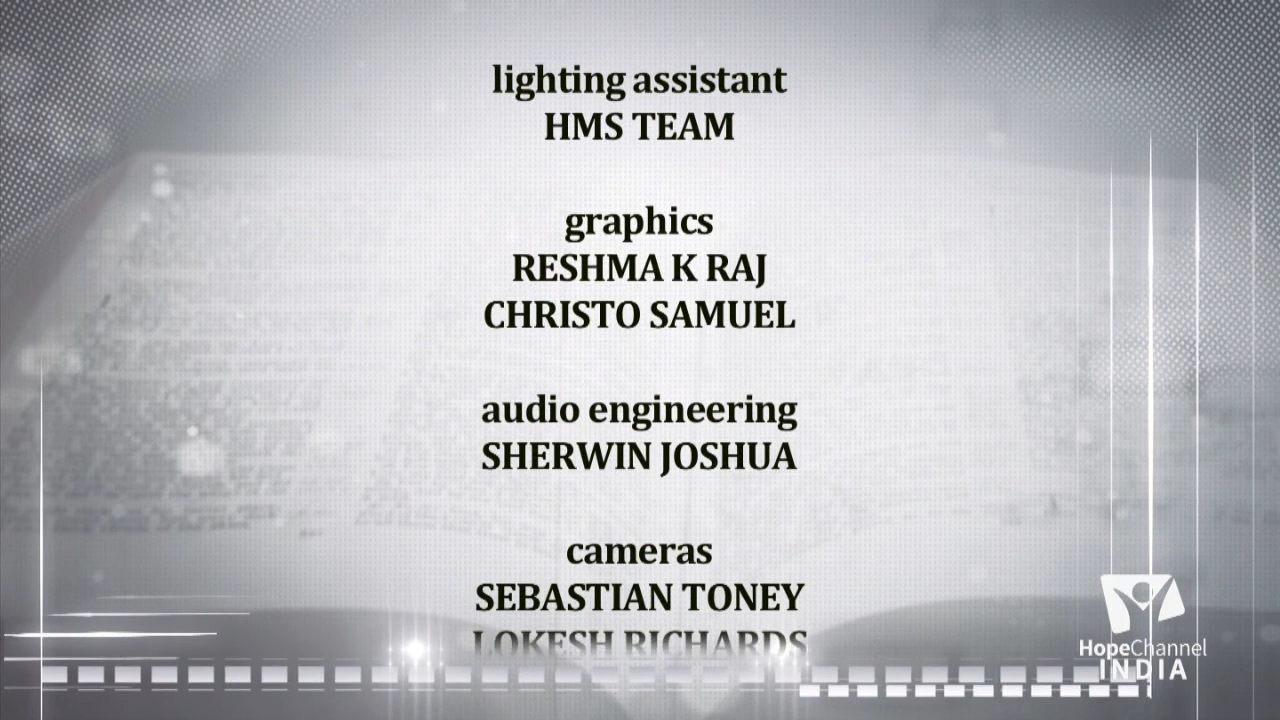 lighting assistant
HMS TEAM
graphics
RESHMA K RAJ
CHRISTO SAMUEL
audio engineering
SHERWIN JOSHUA
cameras
SEBASTIAN TONEY
LOKESH RICHARDS
HopeChannel
INDIA